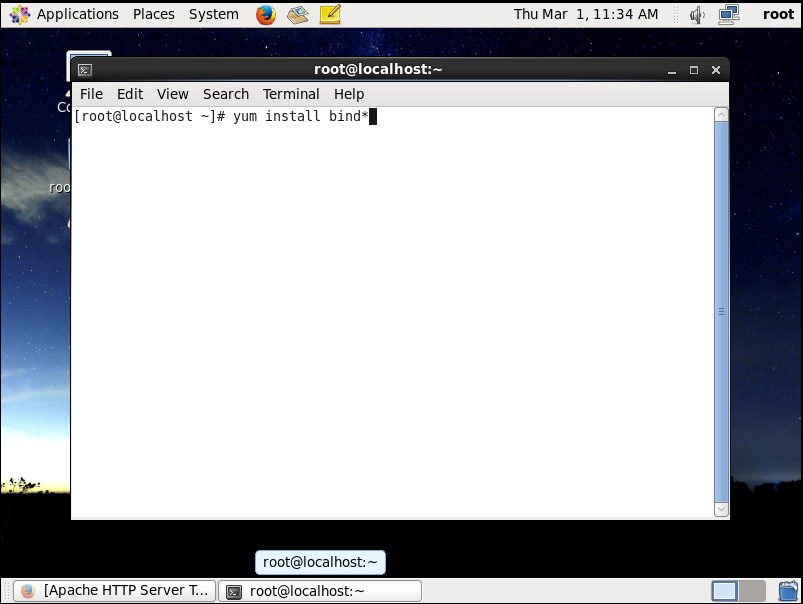 Applications Places System Thu Mar 1, 11:34 AM root
root@localhost:~
File Edit View Search Terminal Help
[root@localhost ~]# yum install bind*
Co
roo
root@localhost:~
[Apache HTTP Server T... root@localhost:~